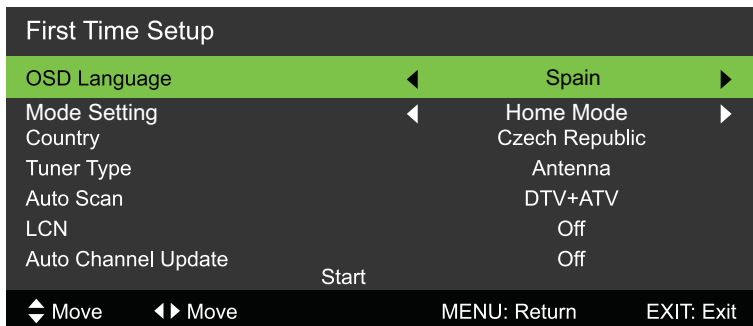 First Time Setup
OSD Language Spain
Mode Setting Home Mode
Country Czech Republic
Tuner Type Antenna
Auto Scan DTV+ATV
LCN Off
Auto Channel Update Off
Start
Move Move MENU: Return EXIT: Exit